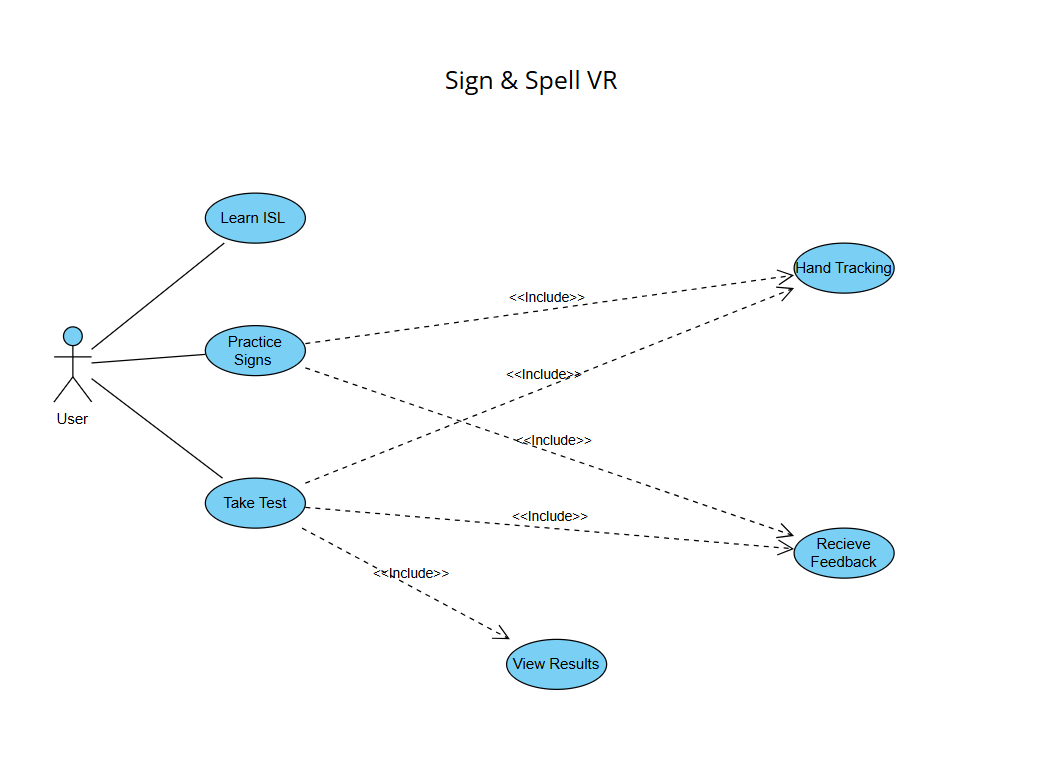 Sign & Spell VR
Learn ISL
Hand Tracking
<<Include>>
Practice
Signs
<<Include>>
User
<<Include>>
Take Test
<<Include>>
Recieve
Feedback
<<Include>>
View Results